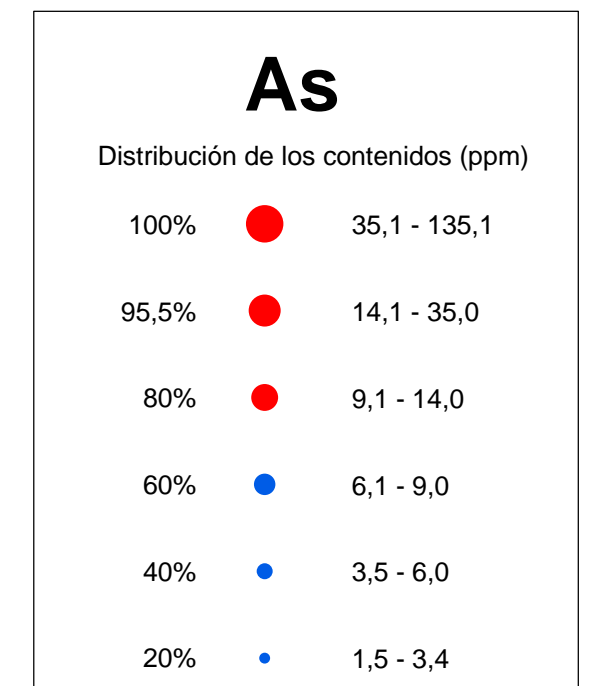 As
Distribución de los contenidos (ppm)
100% 35,1 - 135,1
95,5% 14,1 - 35,0
80% 9,1 - 14,0
60% 6,1 - 9,0
40% 3,5 - 6,0
20% 1,5 - 3,4